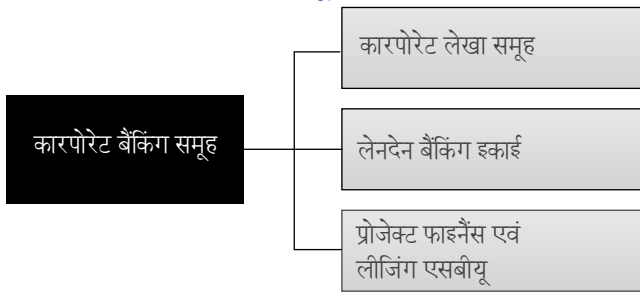 कारपोरेट बैंकिंग समूह
कारपोरेट लेखा समूह
लेनदेन बैंकिंग इकाई
प्रोजेक्ट फाइनैंस एवं
लीजिंग एसबीयू